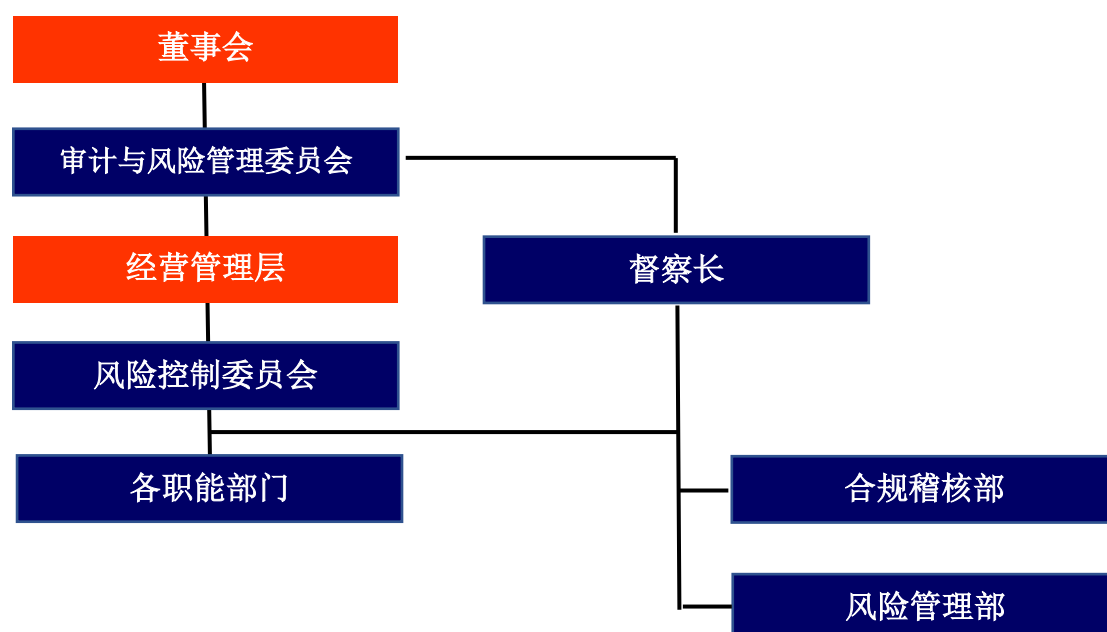 董事会
审计与风险管理委员会
经营管理层
督察长
风险控制委员会
各职能部门
合规稽核部
风险管理部